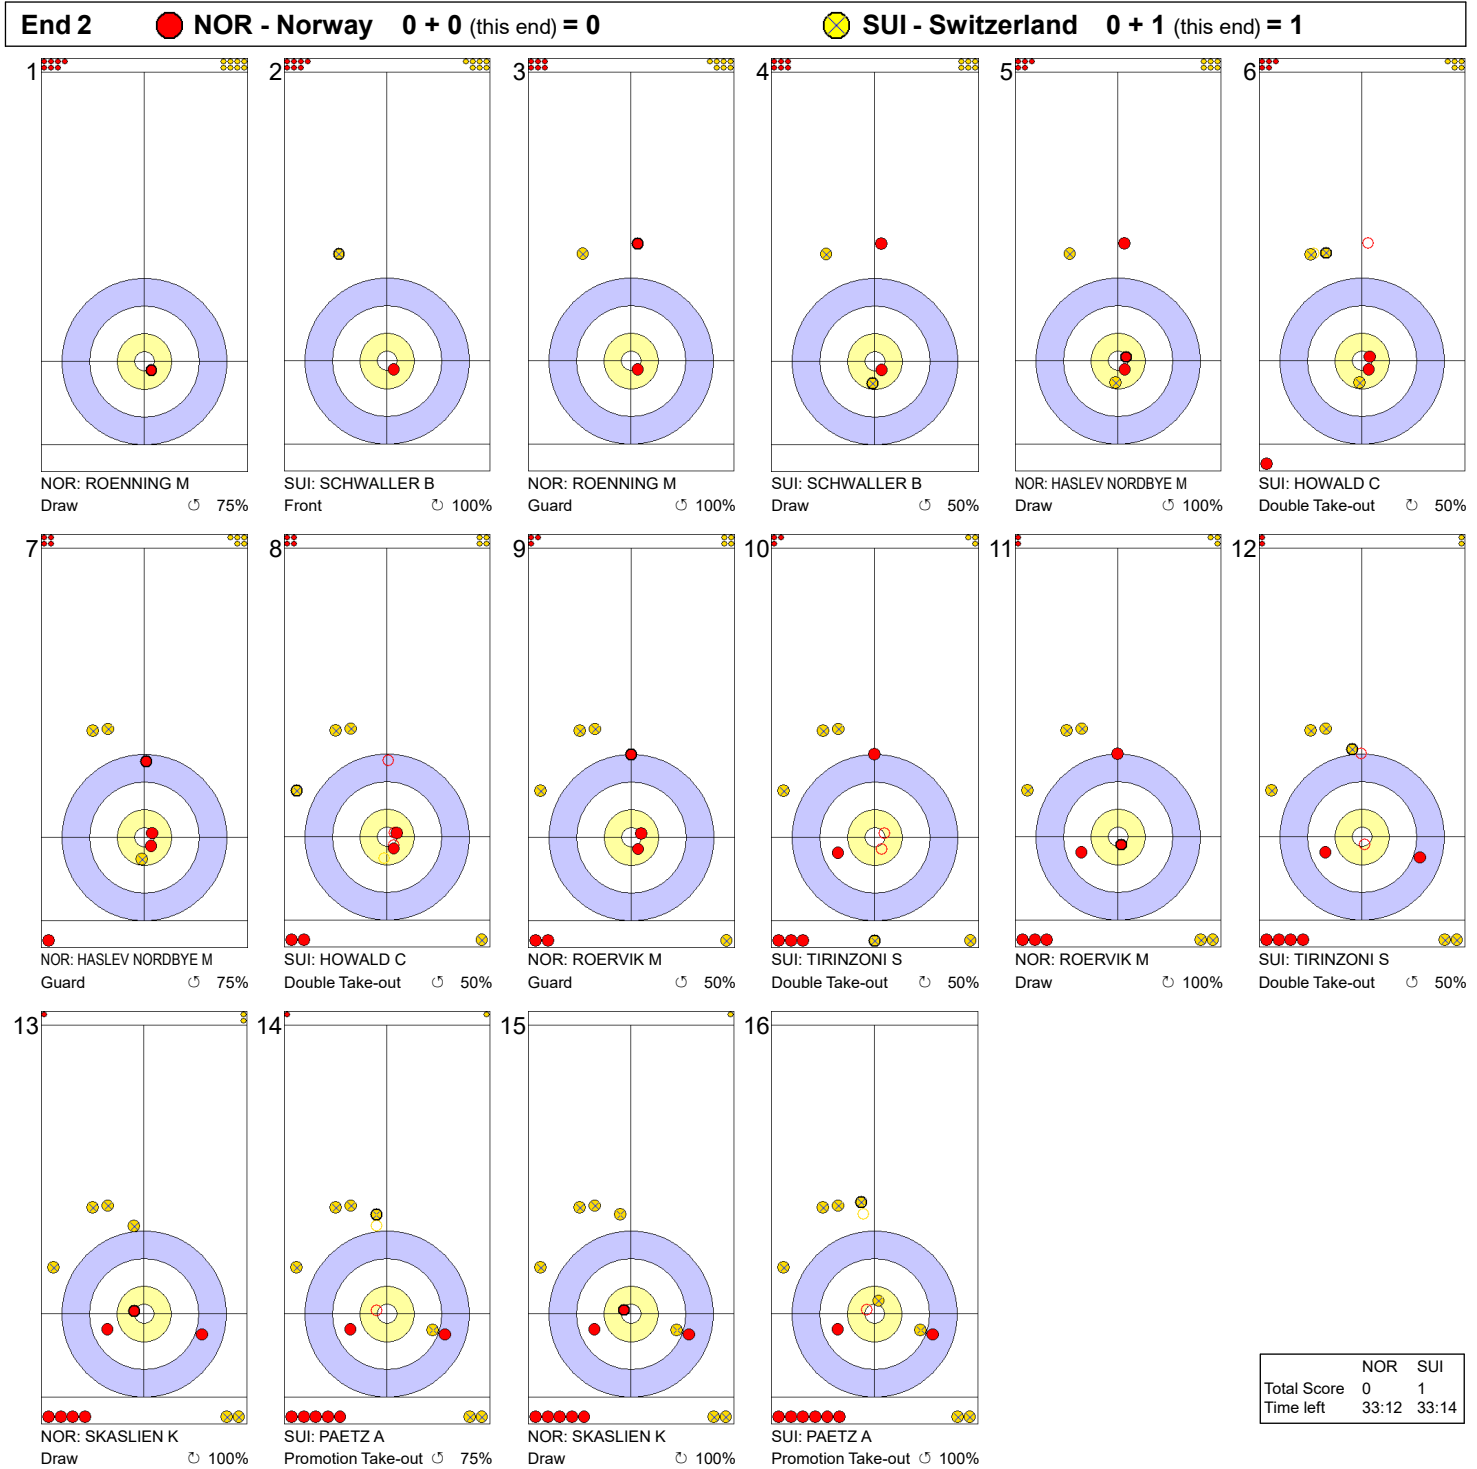 End 2 NOR - Norway 0 + 0 (this end) = 0 SUI - Switzerland 0 + 1 (this end) = 1
1 2 3 4 5 6
NOR: ROENNING M SUI: SCHWALLER B NOR: ROENNING M SUI: SCHWALLER B NOR: HASLEV NORDBYE M SUI: HOWALD C
Draw ↺ 75% Front ↻ 100% Guard ↺ 100% Draw ↺ 50% Draw ↻ 100% Double Take-out ↻ 50%
7 8 9 10 11 12
NOR: HASLEV NORDBYE M SUI: HOWALD C NOR: ROERVIK M SUI: TIRINZONI S NOR: ROERVIK M SUI: TIRINZONI S
Guard ↺ 75% Double Take-out ↺ 50% Guard ↺ 50% Double Take-out ↻ 50% Draw ↻ 100% Double Take-out ↺ 50%
13 14 15 16
NOR: SKASLIEN K SUI: PAETZ A NOR: SKASLIEN K SUI: PAETZ A
Draw ↻ 100% Promotion Take-out ↺ 75% Draw ↻ 100% Promotion Take-out ↺ 100%
NOR SUI
Total Score 0 1
Time left 33:12 33:14